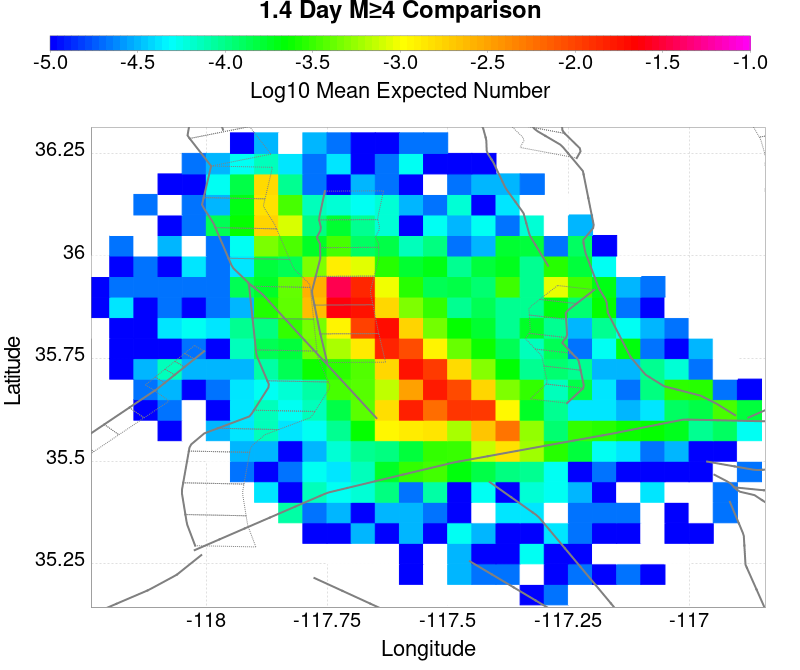 1.4 Day M≥4 Comparison
-5.0 -4.5 -4.0 -3.5 -3.0 -2.5 -2.0 -1.5 -1.0
Log10 Mean Expected Number
36.25
36
35.75
35.5
35.25
Latitude
-118 -117.75 -117.5 -117.25 -117
Longitude